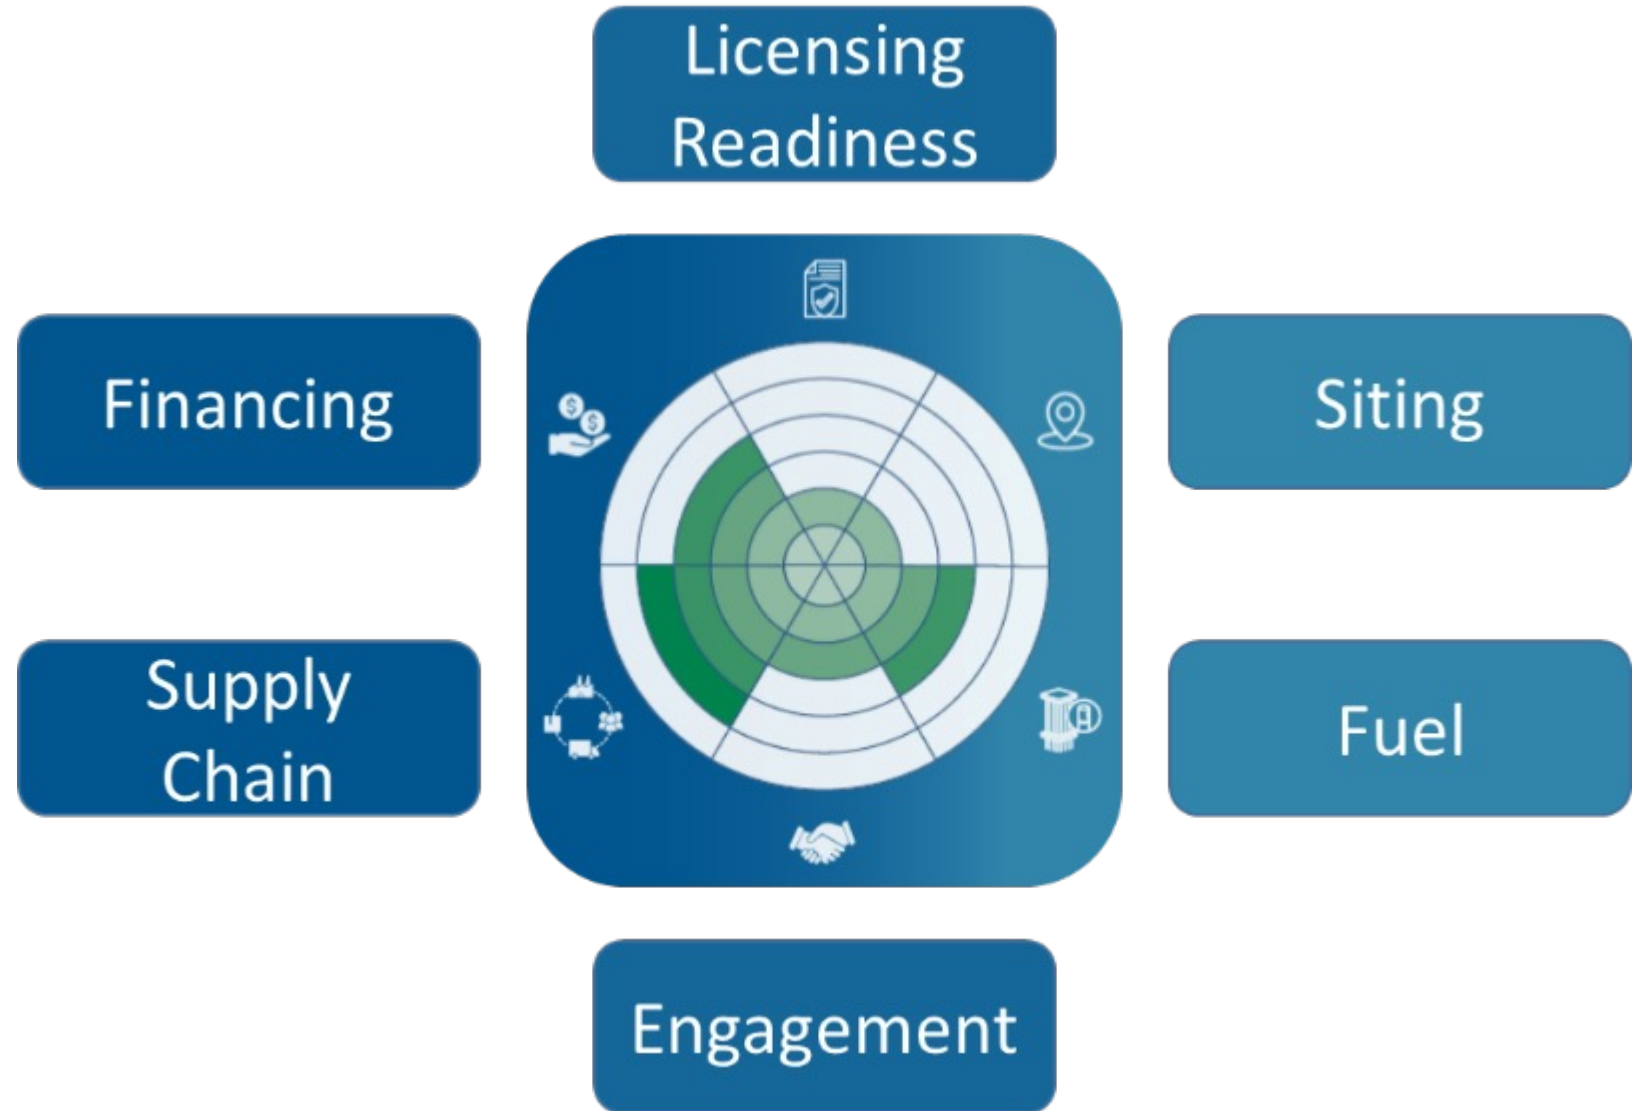 Licensing
Readiness
Financing
Siting
Supply
Chain
Fuel
Engagement